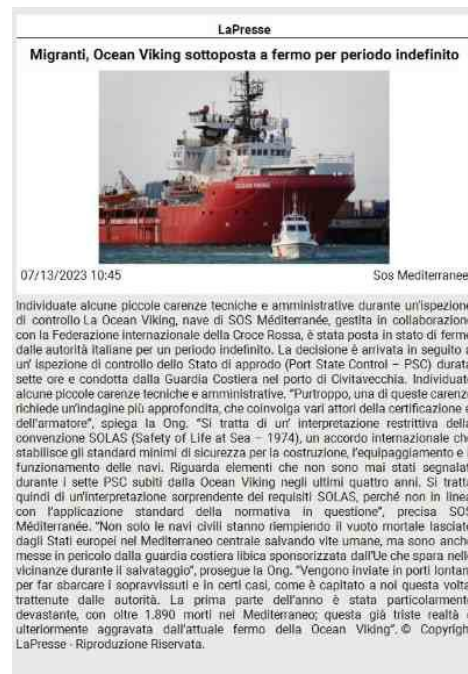 LaPresse
Migranti, Ocean Viking sottoposta a fermo per periodo indefinito
OCEAN VIKING
07/13/2023 10:45
Sos Mediterranee
Individuate alcune piccole carenze tecniche e amministrative durante un'ispezione
di controllo La Ocean Viking, nave di SOS Méditerranée, gestita in collaborazione
con la Federazione internazionale della Croce Rossa, è stata posta in stato di fermo
dalle autorità italiane per un periodo indefinito. La decisione è arrivata in seguito a
un' ispezione di controllo dello Stato di approdo (Port State Control – PSC) durata
sette ore e condotta dalla Guardia Costiera nel porto di Civitavecchia. Individuate
alcune piccole carenze tecniche e amministrative. "Purtroppo, una di queste carenze
richiede un'indagine più approfondita, che coinvolga vari attori della certificazione e
dell'armatore", spiega la Ong. "Si tratta di un' interpretazione restrittiva della
convenzione SOLAS (Safety of Life at Sea – 1974), un accordo internazionale che
stabilisce gli standard minimi di sicurezza per la costruzione, l'equipaggiamento e il
funzionamento delle navi. Riguarda elementi che non sono mai stati segnalati
durante i sette PSC subiti dalla Ocean Viking negli ultimi quattro anni. Si tratta
quindi di un'interpretazione sorprendente dei requisiti SOLAS, perché non in linea
con l'applicazione standard della normativa in questione", precisa SOS
Méditerranée. "Non solo le navi civili stanno riempiendo il vuoto mortale lasciato
dagli Stati europei nel Mediterraneo centrale salvando vite umane, ma sono anche
messe in pericolo dalla guardia costiera libica sponsorizzata dall'Ue che spara nelle
vicinanze durante il salvataggio", prosegue la Ong. "Vengono inviate in porti lontani
per far sbarcare i sopravvissuti e in certi casi, come è capitato a noi questa volta,
trattenute dalle autorità. La prima parte dell'anno è stata particolarmente
devastante, con oltre 1.890 morti nel Mediterraneo; questa già triste realtà è
ulteriormente aggravata dall'attuale fermo della Ocean Viking". © Copyright
LaPresse - Riproduzione Riservata.